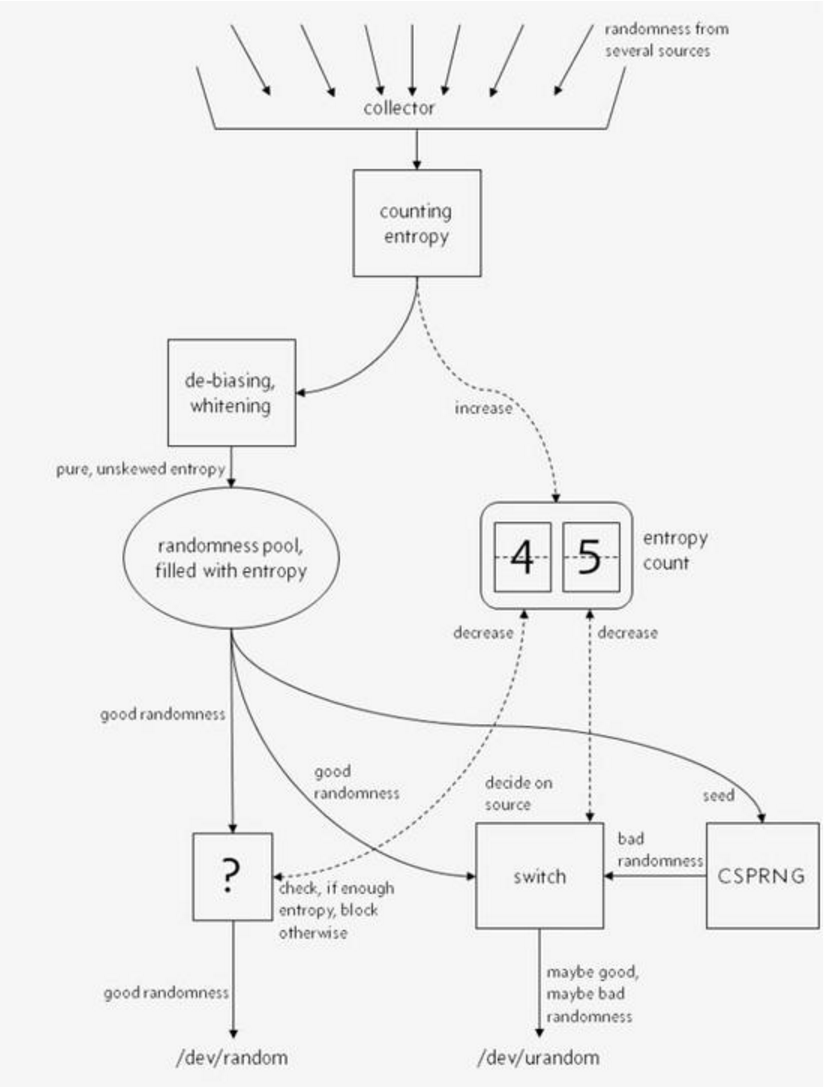 randomness from
several sources
collector
counting
entropy
de-biasing,
whitening
increase
pure, unskewed entropy
randomness pool,
filled with entropy
4 5
entropy
count
decrease
decrease
good randomness
good
randomness
decide on
source
seed
bad
randomness
?
switch
CSPRNG
check, if enough
entropy, block
otherwise
good randomness
maybe good,
maybe bad
randomness
/dev/random
/dev/urandom